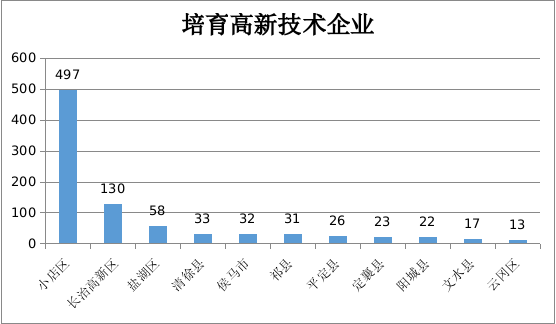 培育高新技术企业
600
500
400
300
200
100
0
497
130
58
33
32
31
26
23
22
17
13
小店区
长治高新区
盐湖区
清徐县
侯马市
祁县
平定县
定襄县
阳城县
文水县
云冈区